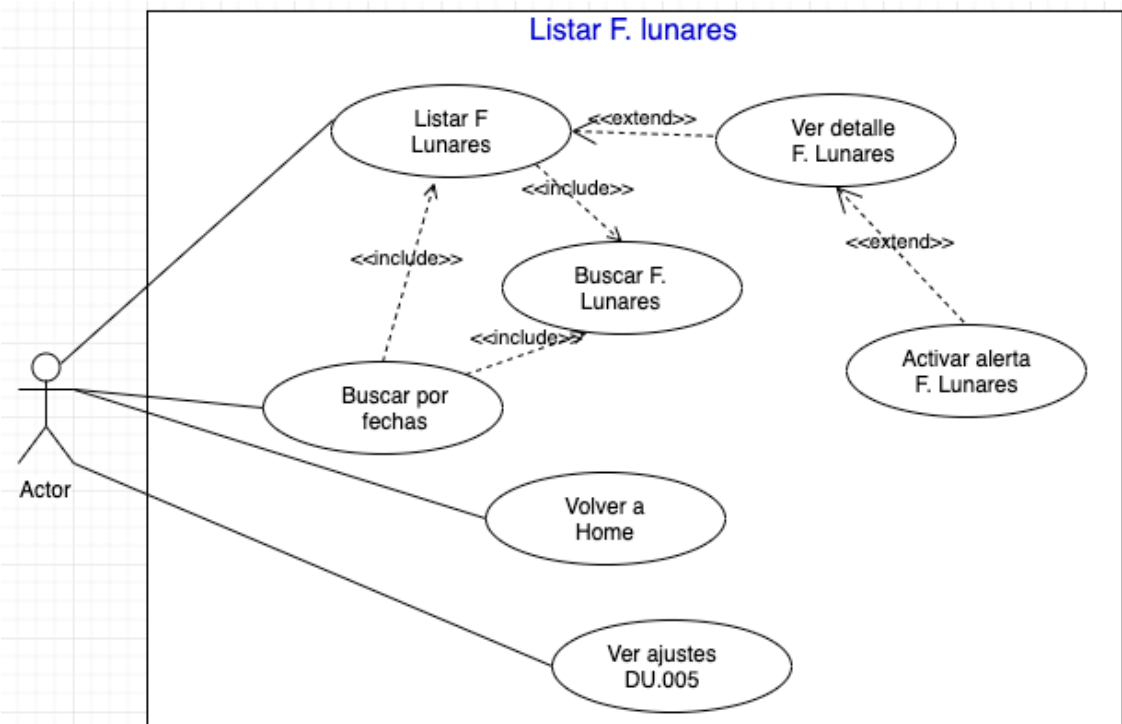 Listar F. lunares
Listar F
Lunares
<<extend>>
Ver detalle
F. Lunares
<<include>>
<<include>>
<<extend>>
Buscar F.
Lunares
<<include>>
Buscar por
fechas
Activar alerta
F. Lunares
Actor
Volver a
Home
Ver ajustes
DU.005